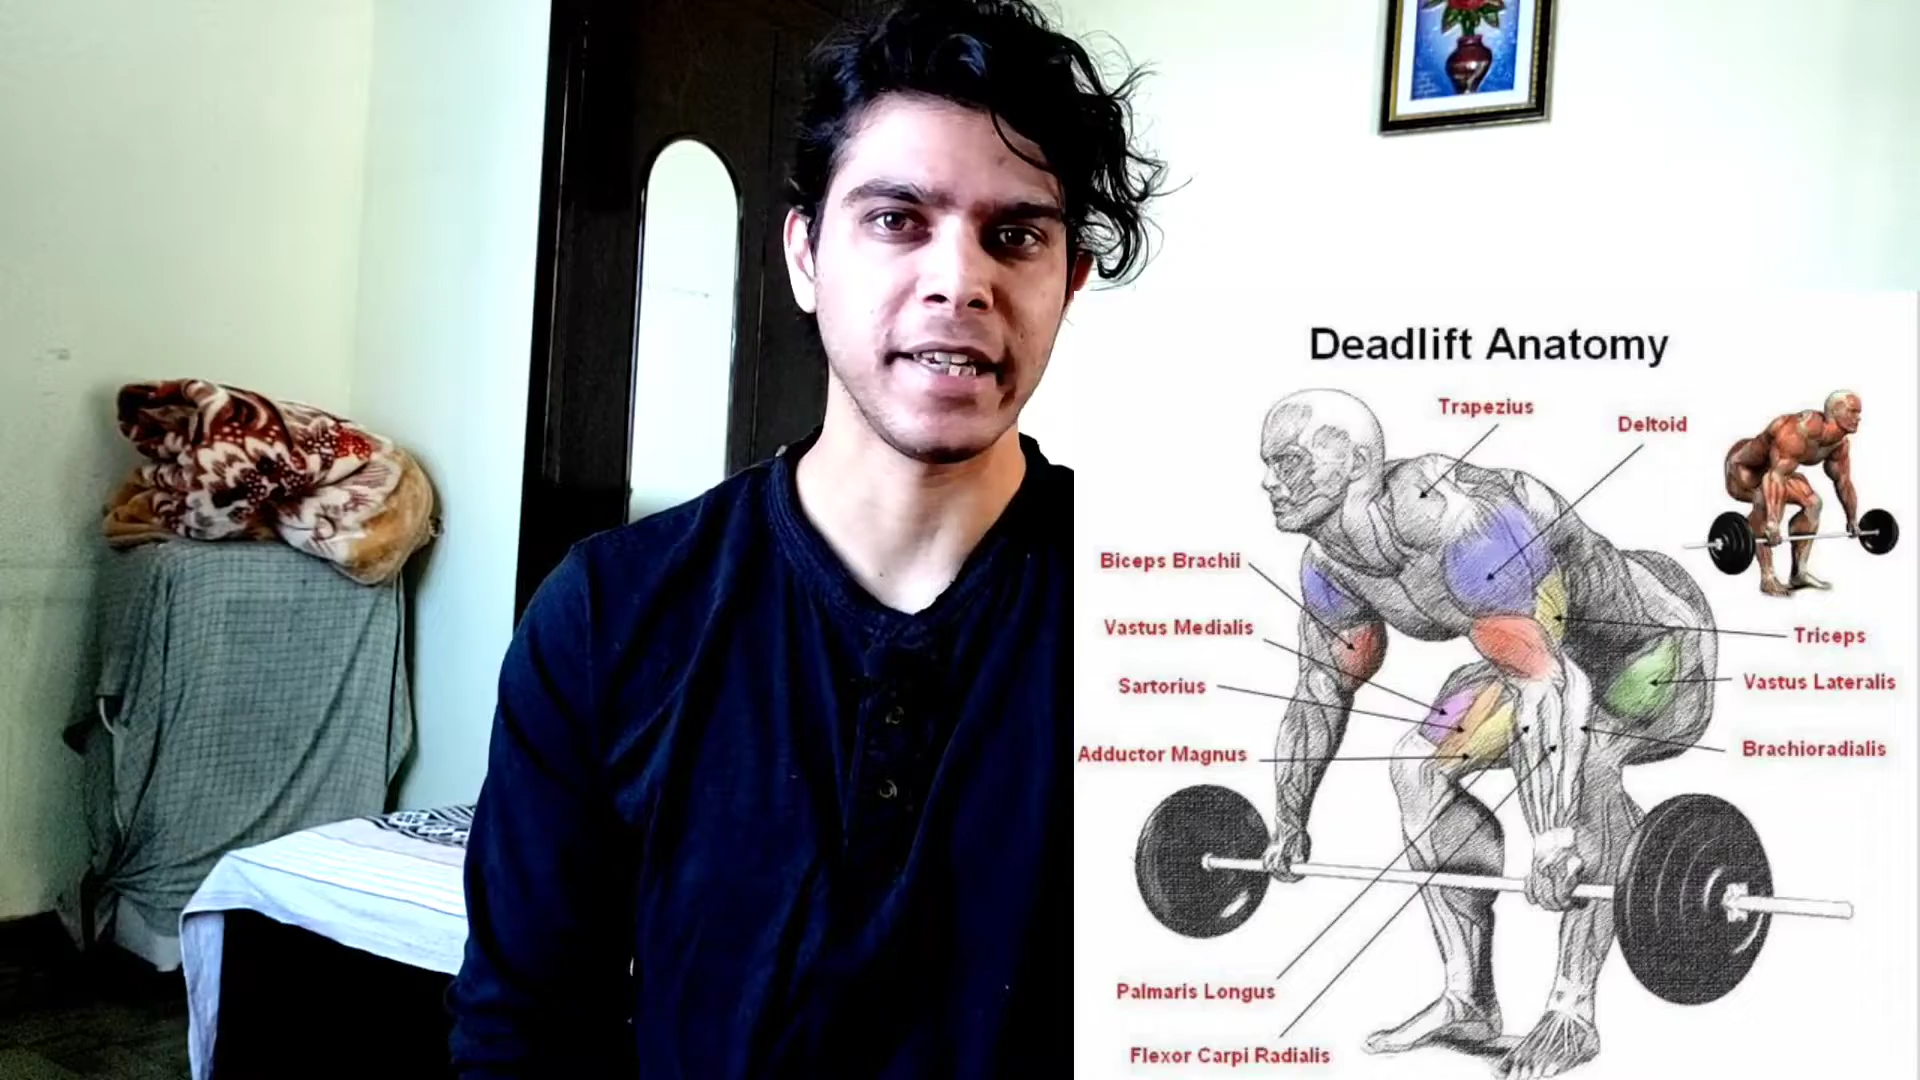 Deadlift Anatomy
Trapezius
Deltoid
Biceps Brachii
Vastus Medialis
Triceps
Sartorius
Vastus Lateralis
Adductor Magnus
Brachioradialis
Palmaris Longus
Flexor Carpi Radialis